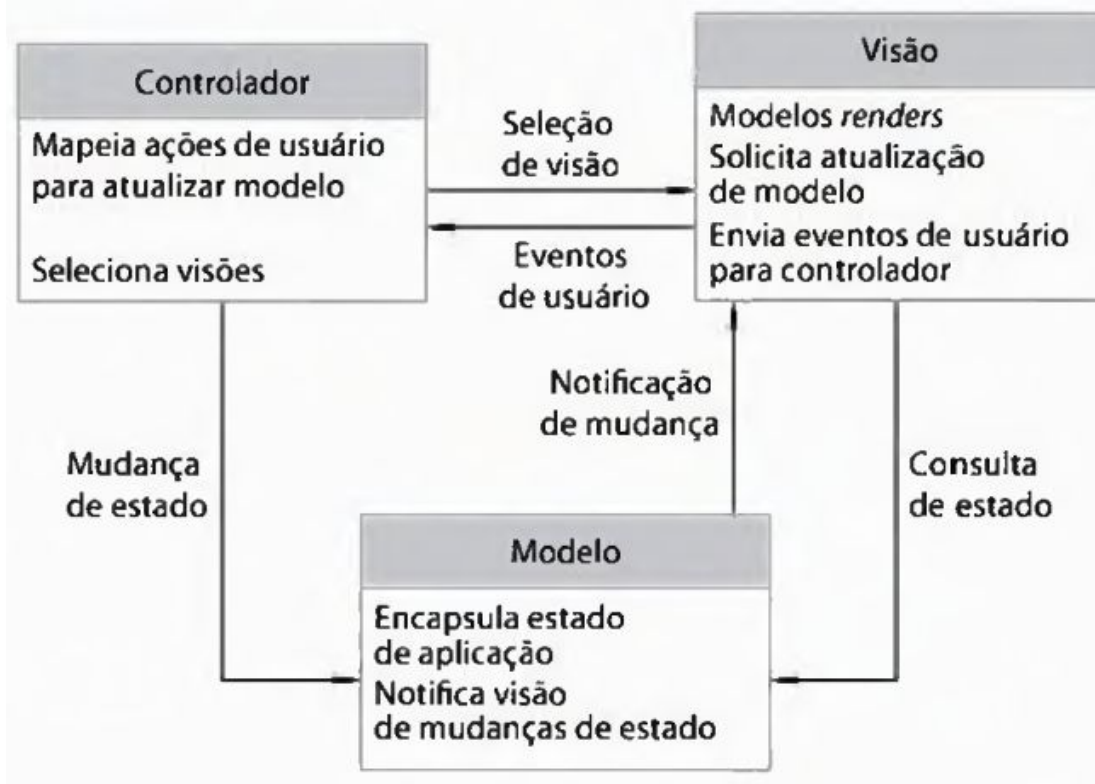 Controlador
Mapeia ações de usuário
para atualizar modelo
Seleciona visões
Seleção
de visão
Eventos
de usuário
Visão
Modelos renders
Solicita atualização
de modelo
Envia eventos de usuário
para controlador
Mudança
de estado
Notificação
de mudança
Consulta
de estado
Modelo
Encapsula estado
de aplicação
Notifica visão
de mudanças de estado